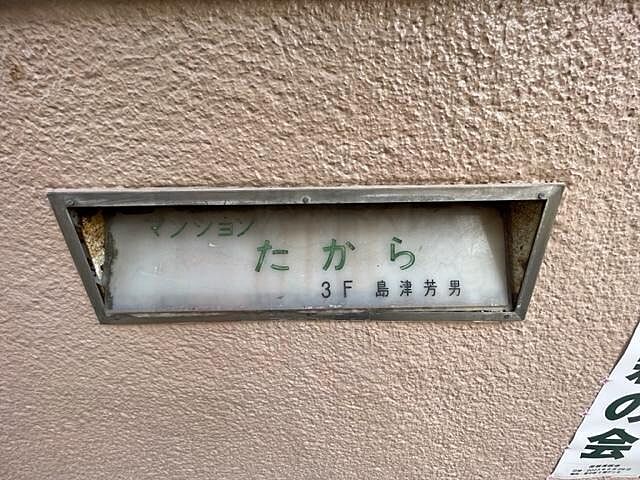 マンション
たから
3F 島津芳男
の
会